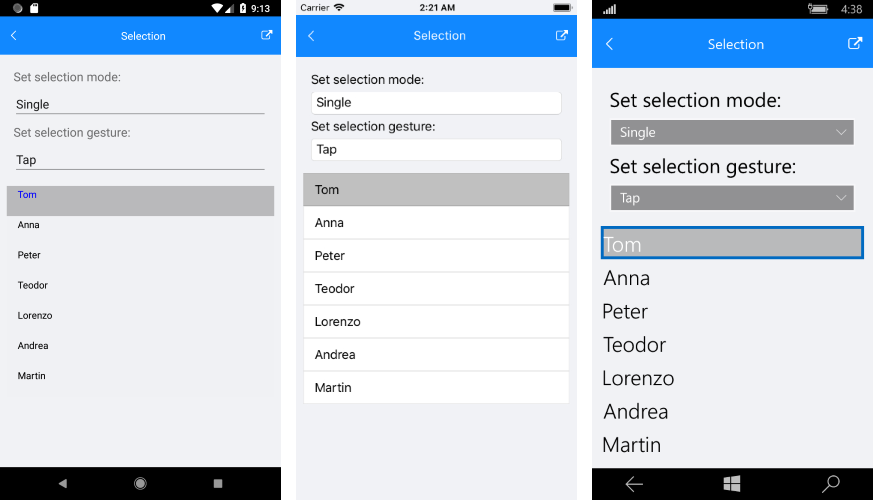 9:13
Selection
Set selection mode:
Single
Set selection gesture:
Tap
Tom
Anna
Peter
Teodor
Lorenzo
Andrea
Martin
Carrier 2:21 AM
Selection
Set selection mode:
Single
Set selection gesture:
Tap
Tom
Anna
Peter
Teodor
Lorenzo
Andrea
Martin
4:38
Selection
Set selection mode:
Single
Set selection gesture:
Tap
Tom
Anna
Peter
Teodor
Lorenzo
Andrea
Martin